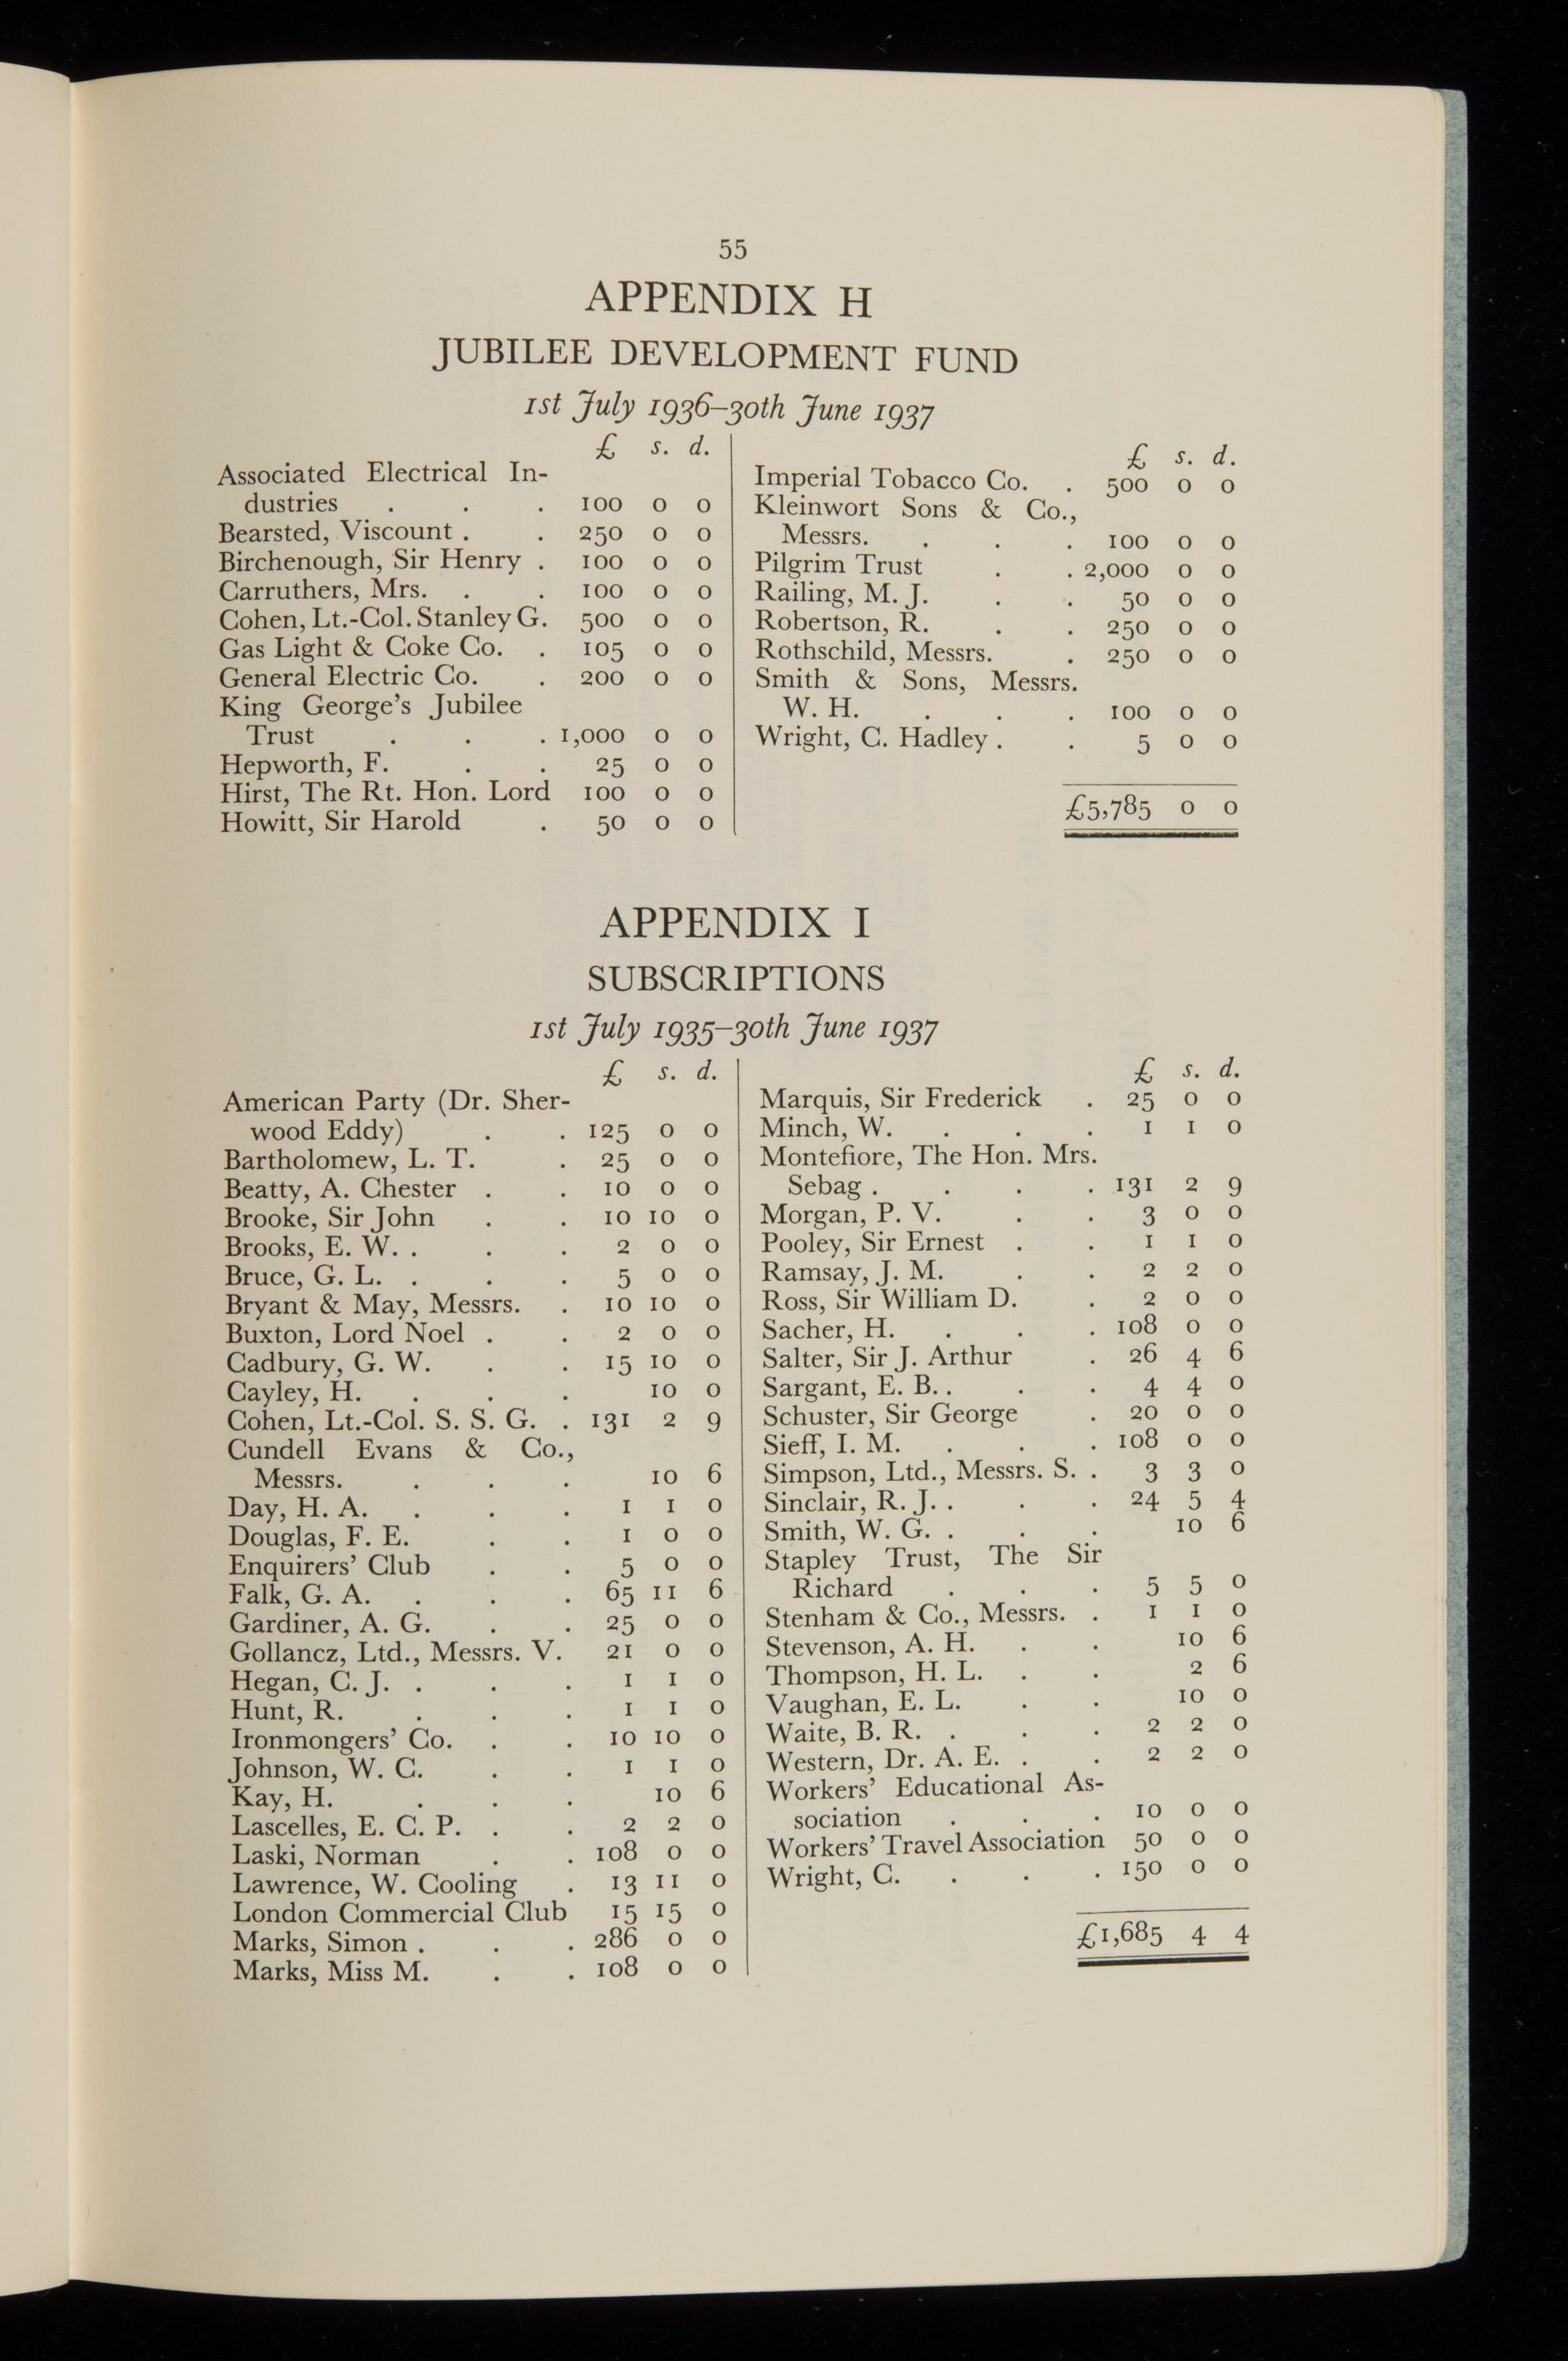 55
APPENDIX H
JUBILEE DEVELOPMENT FUND
1st July 1936–30th June 1937
£ s. d.
Associated Electrical In-
dustries . . . 100 0 0
Bearsted, Viscount . . 250 0 0
Birchenough, Sir Henry . 100 0 0
Carruthers, Mrs. . . 100 0 0
Cohen, Lt.-Col. Stanley G. 500 0 0
Gas Light & Coke Co. . 105 0 0
General Electric Co. . 200 0 0
King George's Jubilee
Trust . . . 1,000 0 0
Hepworth, F. . . 25 0 0
Hirst, The Rt. Hon. Lord 100 0 0
Howitt, Sir Harold . 50 0 0
£ s. d.
Imperial Tobacco Co. . 500 0 0
Kleinwort Sons & Co.,
Messrs. . . . 100 0 0
Pilgrim Trust . . 2,000 0 0
Railing, M. J. . . 50 0 0
Robertson, R. . . 250 0 0
Rothschild, Messrs. . 250 0 0
Smith & Sons, Messrs.
W. H. . . . 100 0 0
Wright, C. Hadley . . 5 0 0
£5,785 0 0
APPENDIX I
SUBSCRIPTIONS
1st July 1935–30th June 1937
£ s. d.
American Party (Dr. Sher-
wood Eddy) . . 125 0 0
Bartholomew, L. T. . 25 0 0
Beatty, A. Chester . . 10 0 0
Brooke, Sir John . . 10 10 0
Brooks, E. W. . . . 2 0 0
Bruce, G. L. . . . 5 0 0
Bryant & May, Messrs. . 10 10 0
Buxton, Lord Noel . . 2 0 0
Cadbury, G. W. . . 15 10 0
Cayley, H. . . . 10 0
Cohen, Lt.-Col. S. S. G. . 131 2 9
Cundell Evans & Co.,
Messrs. . . . 10 6
Day, H. A. . . . 1 1 0
Douglas, F. E. . . 1 0 0
Enquirers' Club . . 5 0 0
Falk, G. A. . . . 65 11 6
Gardiner, A. G. . . 25 0 0
Gollancz, Ltd., Messrs. V. 21 0 0
Hegan, C. J. . . . 1 1 0
Hunt, R. . . . 1 1 0
Ironmongers' Co. . . 10 10 0
Johnson, W. C. . . 1 1 0
Kay, H. . . . 10 6
Lascelles, E. C. P. . . 2 2 0
Laski, Norman . . 108 0 0
Lawrence, W. Cooling . 13 11 0
London Commercial Club 15 15 0
Marks, Simon . . . 286 0 0
Marks, Miss M. . . 108 0 0
£ s. d.
Marquis, Sir Frederick . 25 0 0
Minch, W. . . . 1 1 0
Montefiore, The Hon. Mrs.
Sebag . . . . 131 2 9
Morgan, P. V. . . 3 0 0
Pooley, Sir Ernest . . 1 1 0
Ramsay, J. M. . . 2 2 0
Ross, Sir William D. . 2 0 0
Sacher, H. . . . 108 0 0
Salter, Sir J. Arthur . 26 4 6
Sargant, E. B. . . . 4 4 0
Schuster, Sir George . 20 0 0
Sieff, I. M. . . . 108 0 0
Simpson, Ltd., Messrs. S. . 3 3 0
Sinclair, R. J. . . . 24 5 4
Smith, W. G. . . . 10 6
Stapley Trust, The Sir
Richard . . . 5 5 0
Stenham & Co., Messrs. . 1 1 0
Stevenson, A. H. . . 10 6
Thompson, H. L. . . 2 6
Vaughan, E. L. . . 10 0
Waite, B. R. . . . 2 2 0
Western, Dr. A. E. . . 2 2 0
Workers' Educational As-
sociation . . . 10 0 0
Workers' Travel Association 50 0 0
Wright, C. . . . 150 0 0
£1,685 4 4